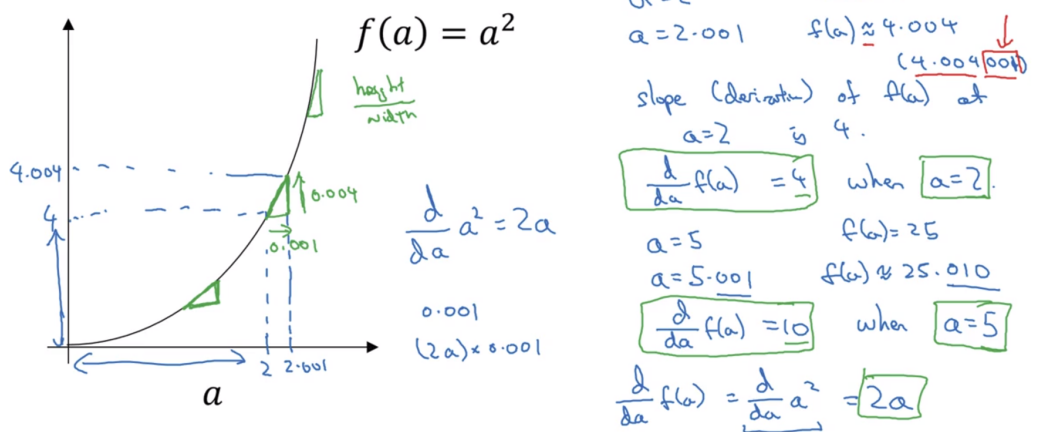 f(a) = a²
height
width
4.004
4
0.004
0.001
2
2.001
a
d/da a² = 2a
0.001
(2a) × 0.001
a = 2.001 f(a) ≈ 4.004
(4.004001)
slope (derivative) of f(a) at
a = 2 is 4.
d/da f(a) = 4 when a = 2.
a = 5 f(a) = 25
a = 5.001 f(a) ≈ 25.010
d/da f(a) = 10 when a = 5
d/da f(a) = d/da a² = 2a